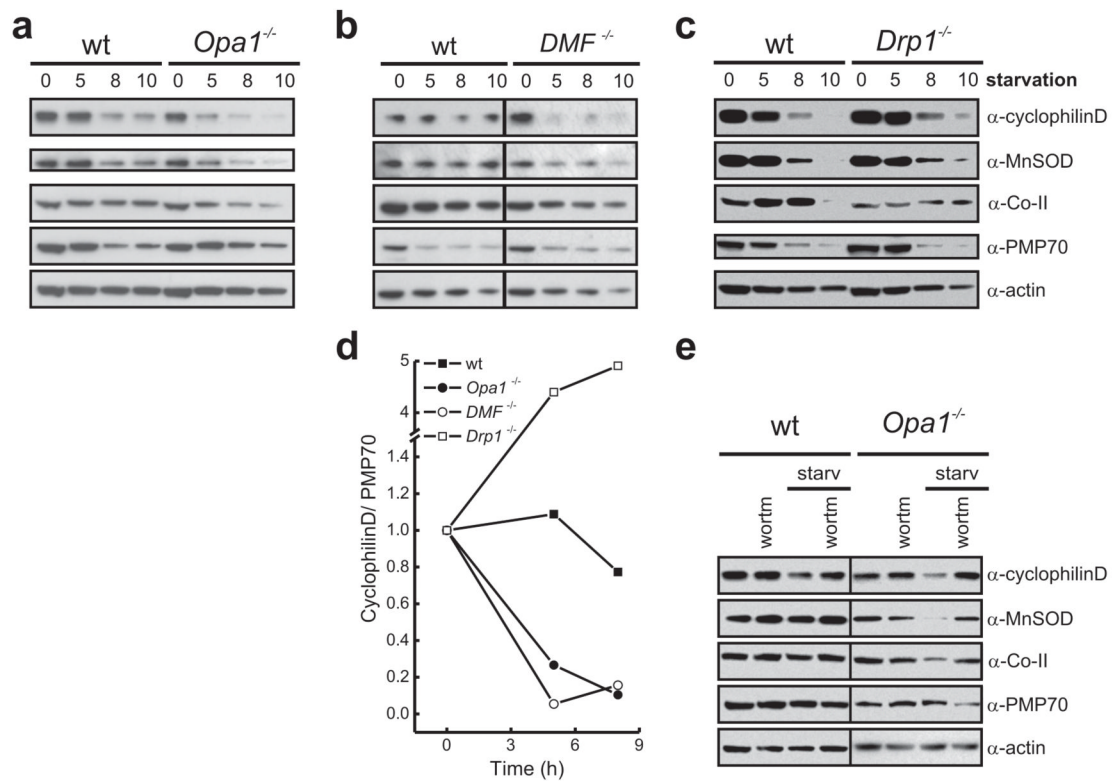 a
wt Opa1-/-
0 5 8 10 0 5 8 10
b
wt DMF -/-
0 5 8 10 0 5 8 10
c
wt Drp1-/-
0 5 8 10 0 5 8 10 starvation
α-cyclophilinD
α-MnSOD
α-Co-II
α-PMP70
α-actin
d
CyclophilinD/ PMP70
5
4
1.4
1.2
1.0
0.8
0.6
0.4
0.2
0.0
wt
Opa1 -/-
DMF -/-
Drp1 -/-
0 3 6 9
Time (h)
e
wt Opa1-/-
starv starv
wortm wortm wortm wortm
α-cyclophilinD
α-MnSOD
α-Co-II
α-PMP70
α-actin